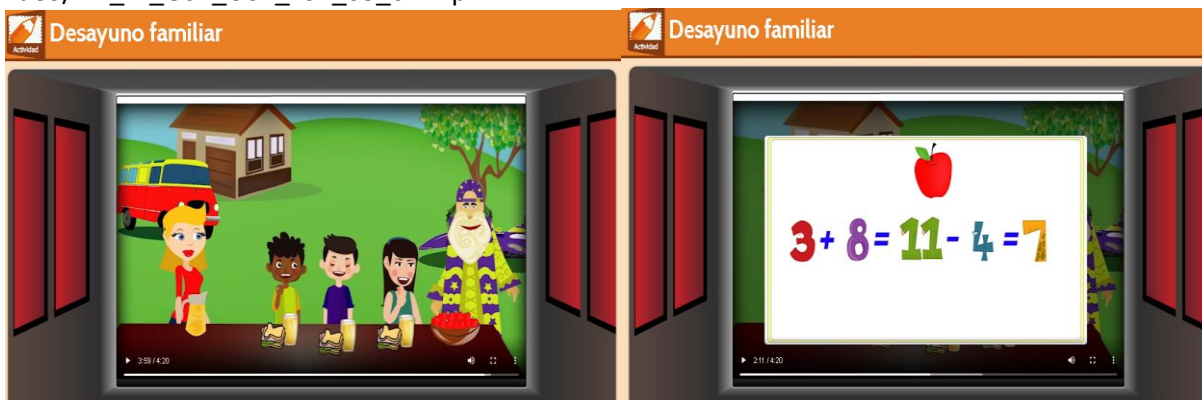 Desayuno familiar
Actividad
3:59 / 4:20
Desayuno familiar
Actividad
3 + 8 = 11 - 4 = 7
2:11 / 4:20